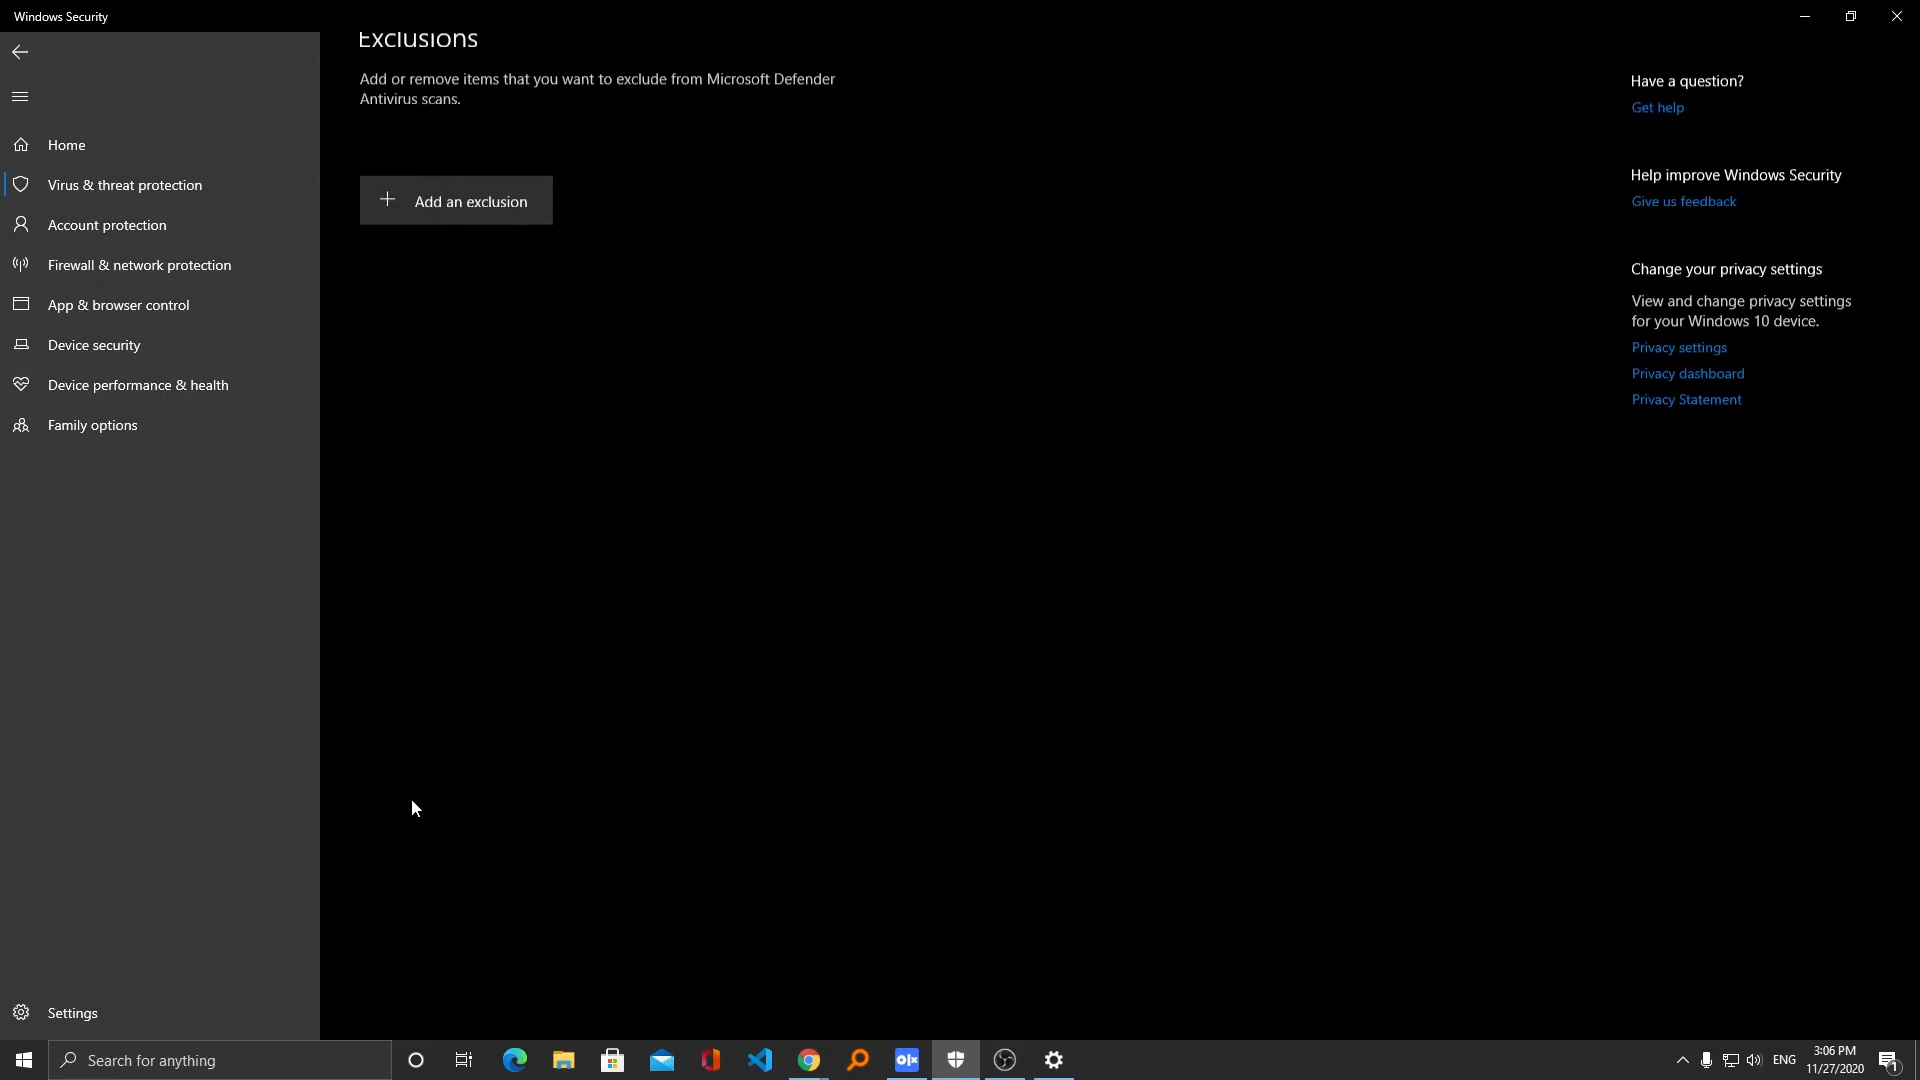 Windows Security
Home
Virus & threat protection
Account protection
Firewall & network protection
App & browser control
Device security
Device performance & health
Family options
Settings
Exclusions
Add or remove items that you want to exclude from Microsoft Defender
Antivirus scans.
Add an exclusion
Have a question?
Get help
Help improve Windows Security
Give us feedback
Change your privacy settings
View and change privacy settings
for your Windows 10 device.
Privacy settings
Privacy dashboard
Privacy Statement
Search for anything
olx
ENG
3:06 PM
11/27/2020
1